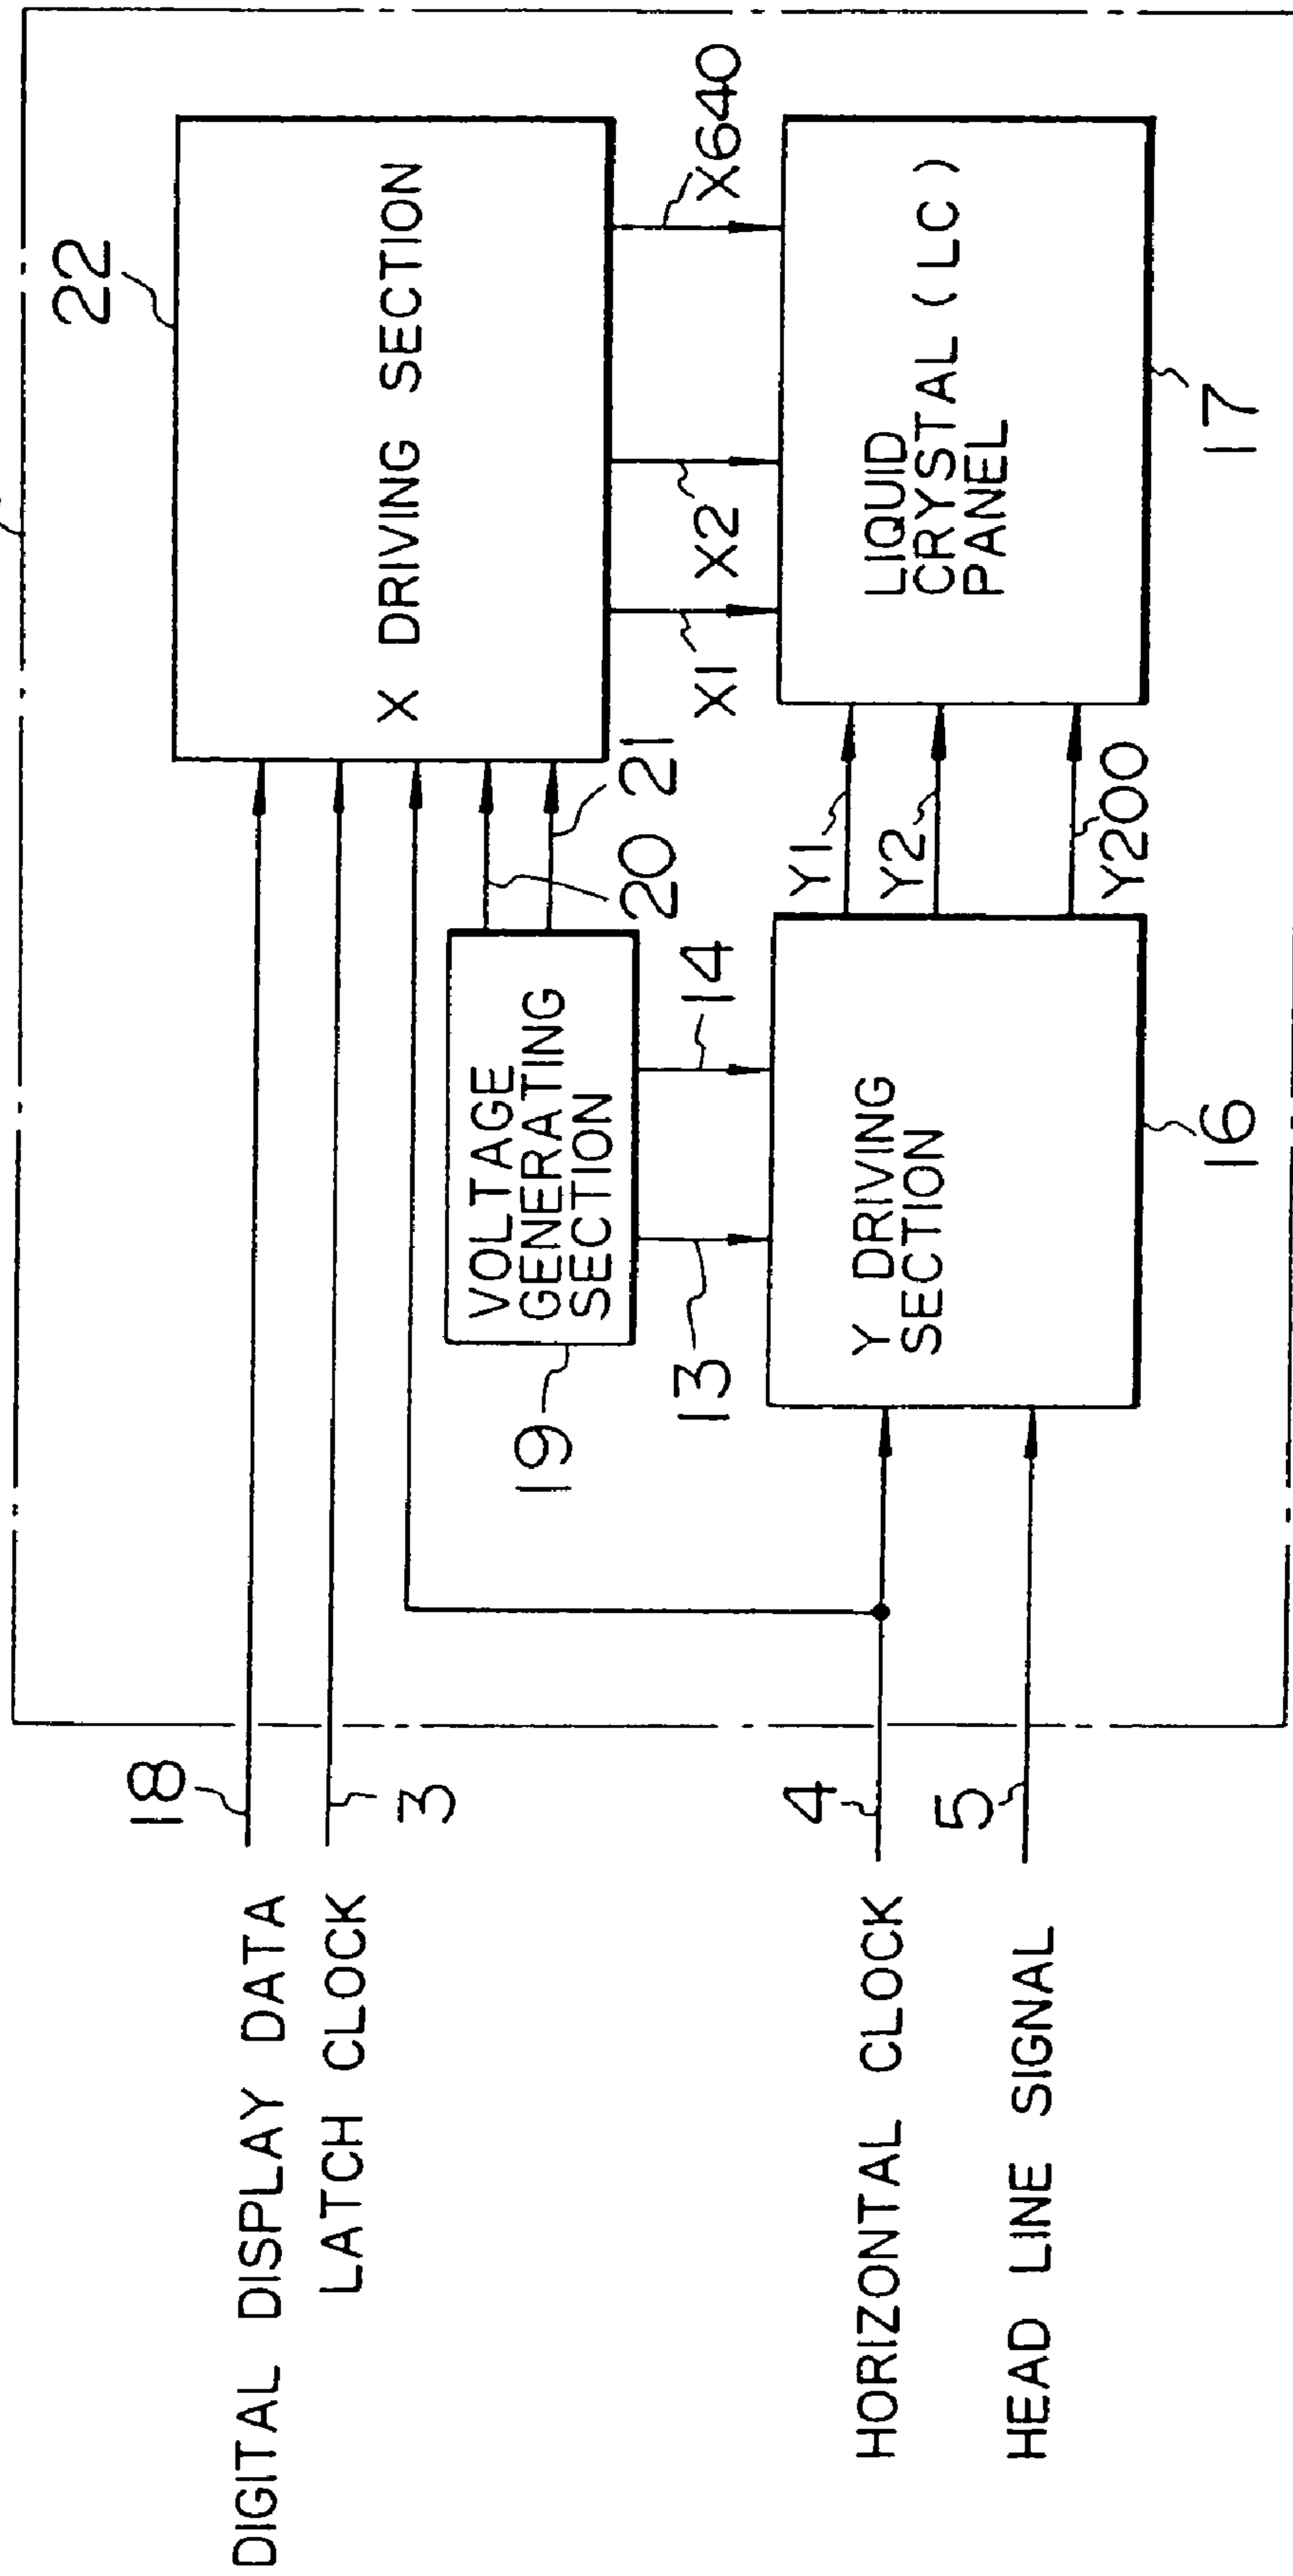 DIGITAL DISPLAY DATA
18
LATCH CLOCK
3
HORIZONTAL CLOCK
4
HEAD LINE SIGNAL
5
22
X DRIVING SECTION
19
VOLTAGE
GENERATING
SECTION
20
21
13
14
X1
X2
X640
Y DRIVING
SECTION
16
Y1
Y2
Y200
LIQUID
CRYSTAL (LC)
PANEL
17